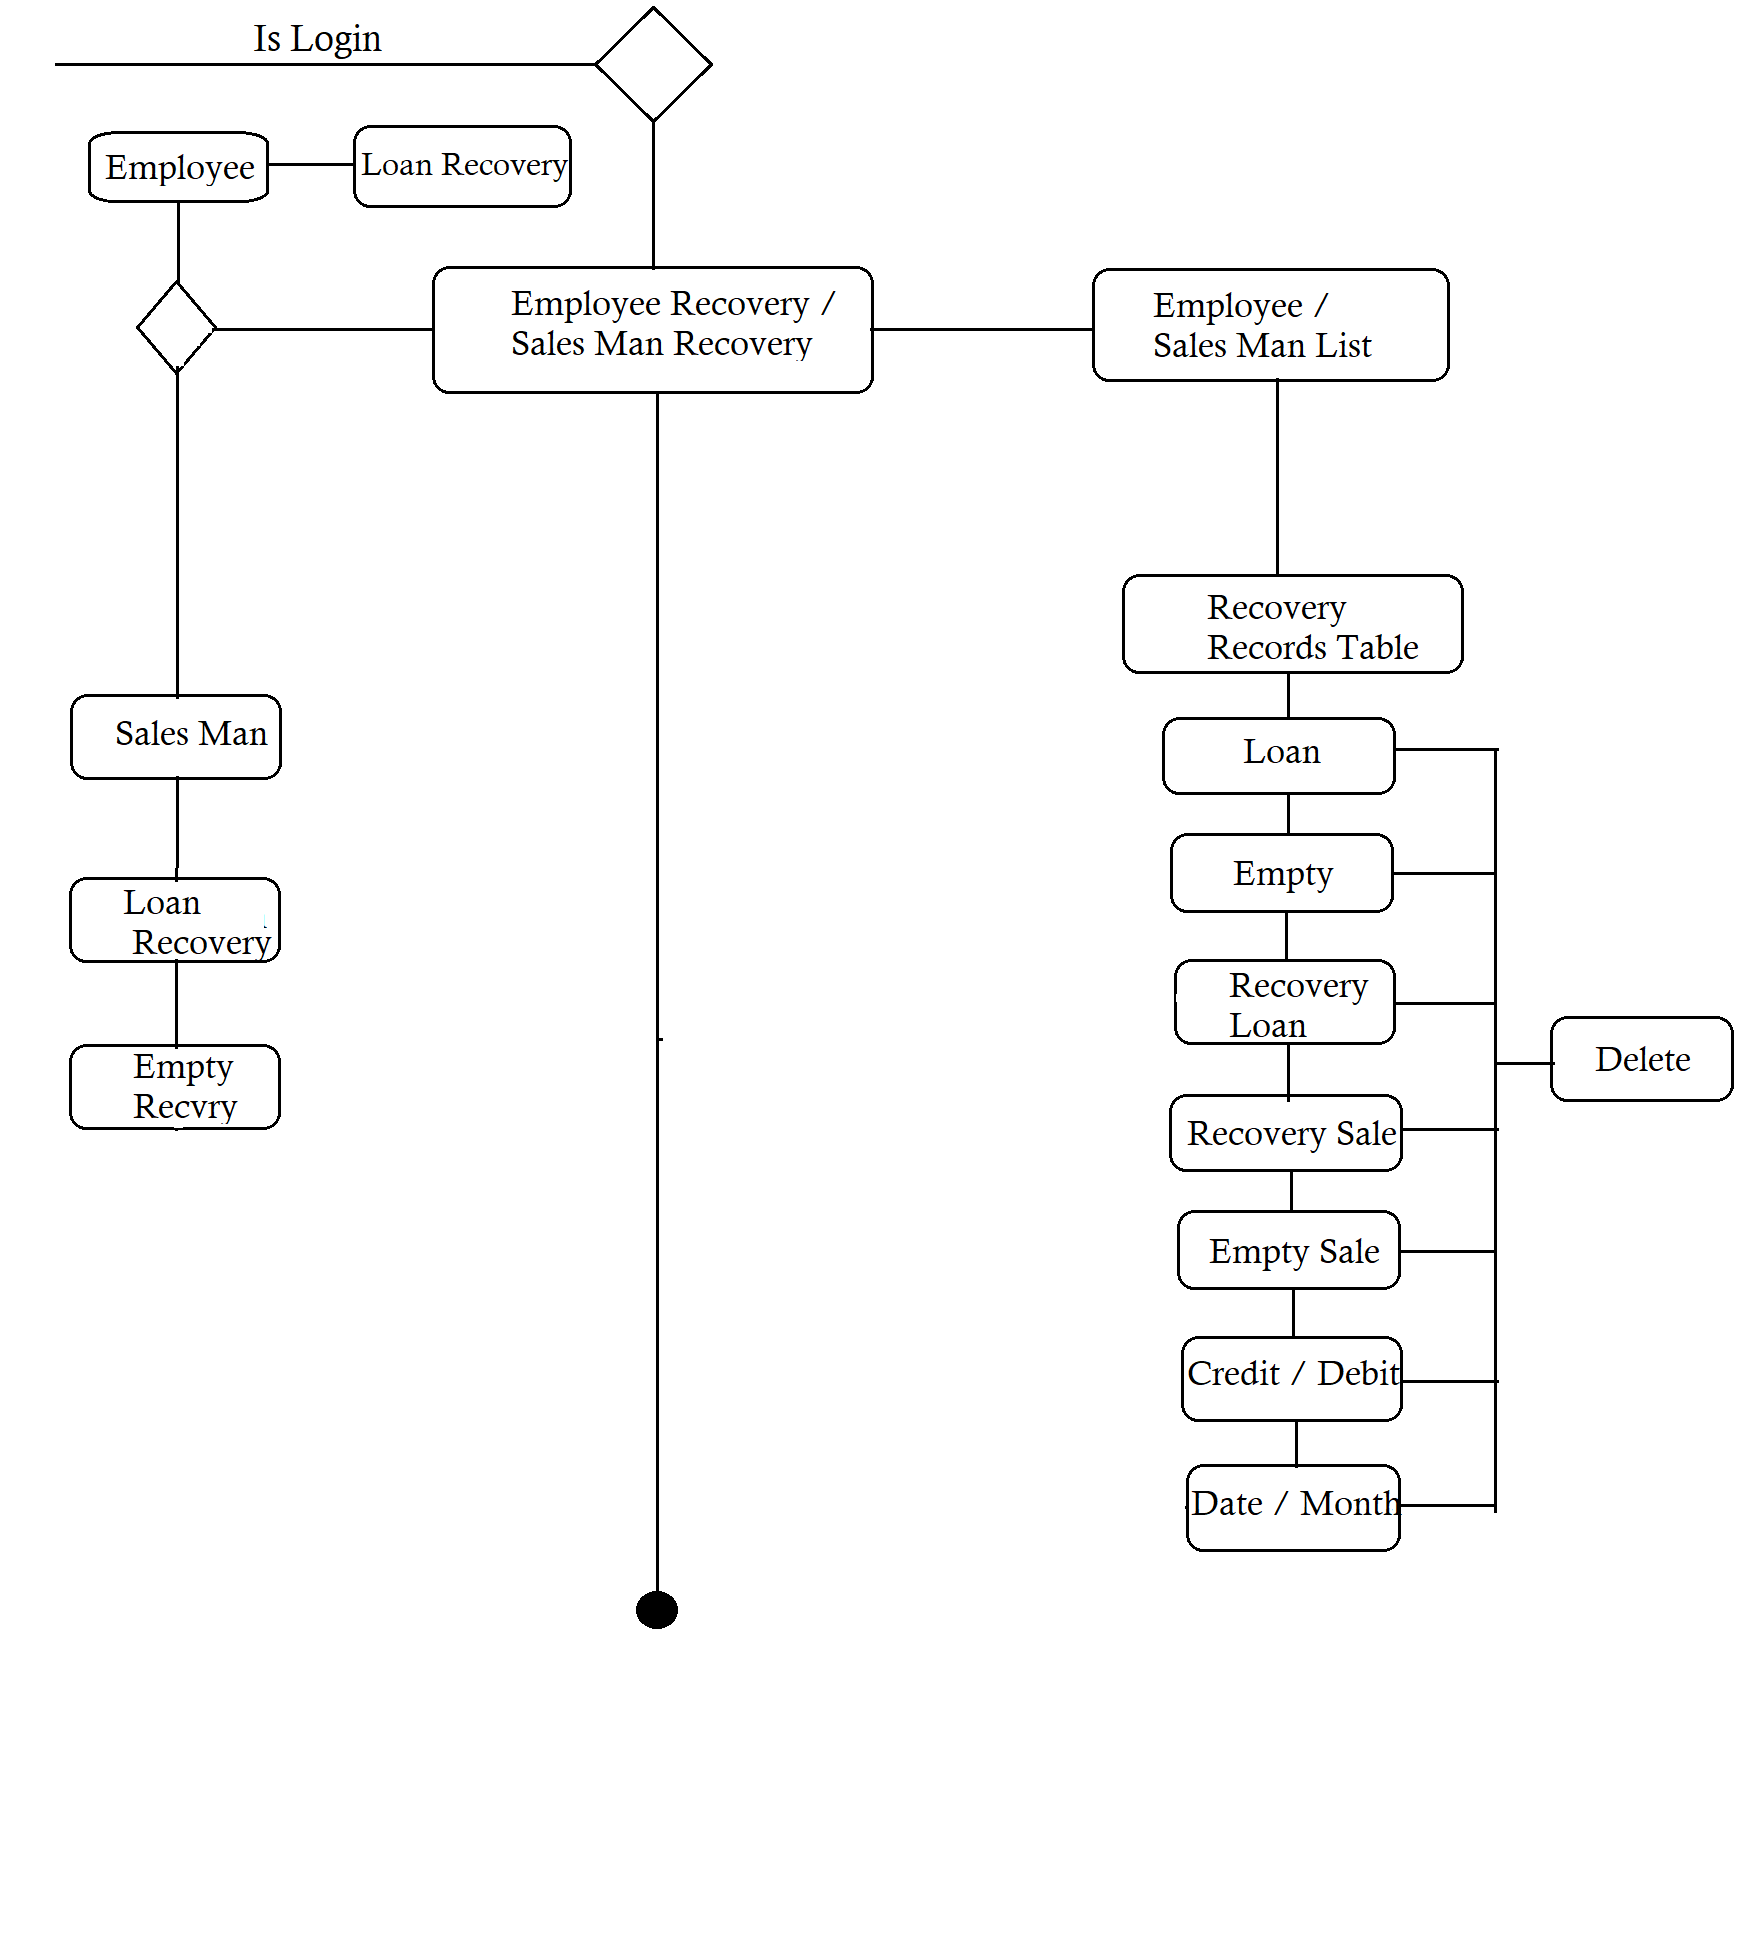 Is Login
Employee
Loan Recovery
Employee Recovery /
Sales Man Recovery
Employee /
Sales Man List
Recovery
Records Table
Sales Man
Loan
Recovery
Empty
Recvry
Loan
Empty
Recovery
Loan
Recovery Sale
Empty Sale
Credit / Debit
Date / Month
Delete